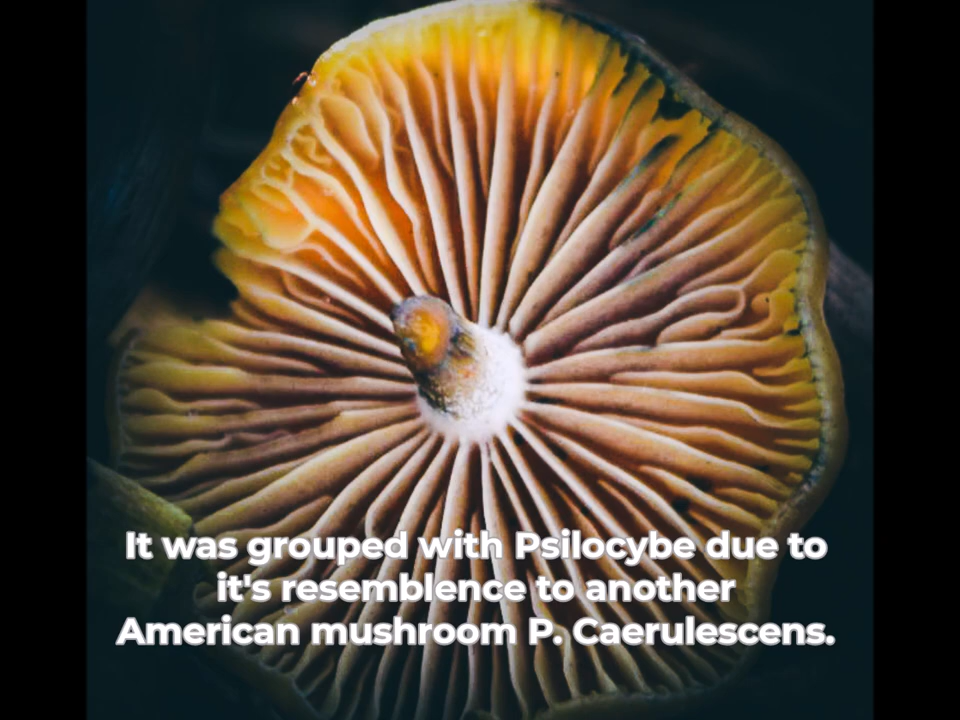 It was grouped with Psilocybe due to
it's resemblence to another
American mushroom P. Caerulescens.